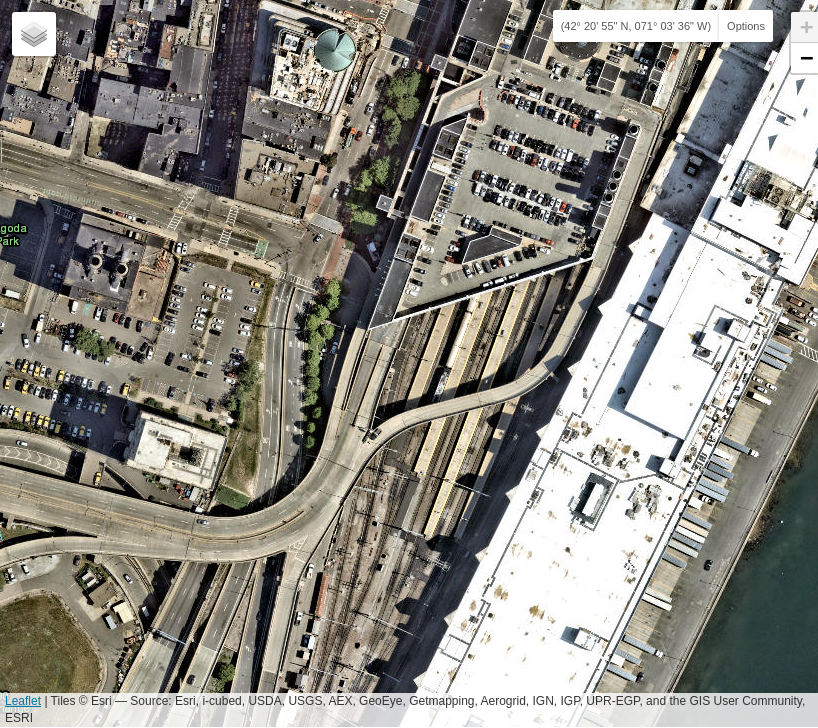 (42° 20' 55" N, 071° 03' 36" W) Options
+
−
goda
Park
Leaflet | Tiles © Esri — Source: Esri, i-cubed, USDA, USGS, AEX, GeoEye, Getmapping, Aerogrid, IGN, IGP, UPR-EGP, and the GIS User Community,
ESRI